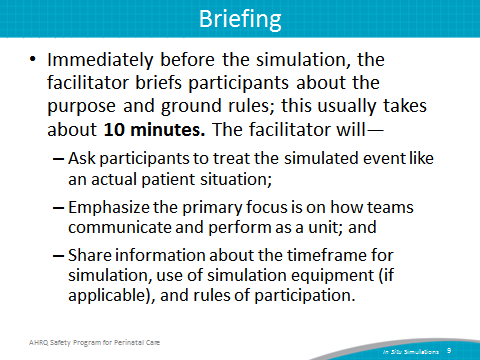 Briefing
• Immediately before the simulation, the
facilitator briefs participants about the
purpose and ground rules; this usually takes
about 10 minutes. The facilitator will—
– Ask participants to treat the simulated event like
an actual patient situation;
– Emphasize the primary focus is on how teams
communicate and perform as a unit; and
– Share information about the timeframe for
simulation, use of simulation equipment (if
applicable), and rules of participation.
AHRQ Safety Program for Perinatal Care
In Situ Simulations 9